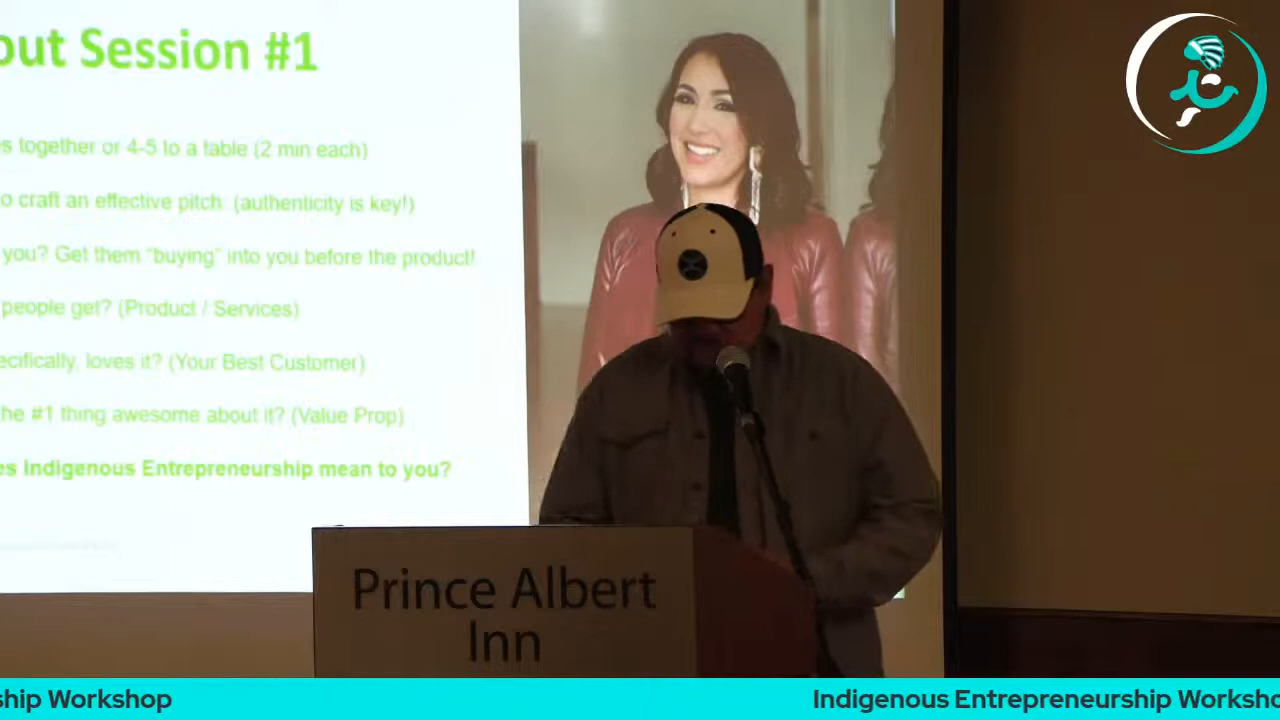 out Session #1
s together or 4-5 to a table (2 min each)
o craft an effective pitch: (authenticity is key!)
you? Get them "buying" into you before the product!
people get? (Product / Services)
ecifically, loves it? (Your Best Customer)
he #1 thing awesome about it? (Value Prop)
es Indigenous Entrepreneurship mean to you?
Prince Albert
Inn
ship Workshop
Indigenous Entrepreneurship Worksho